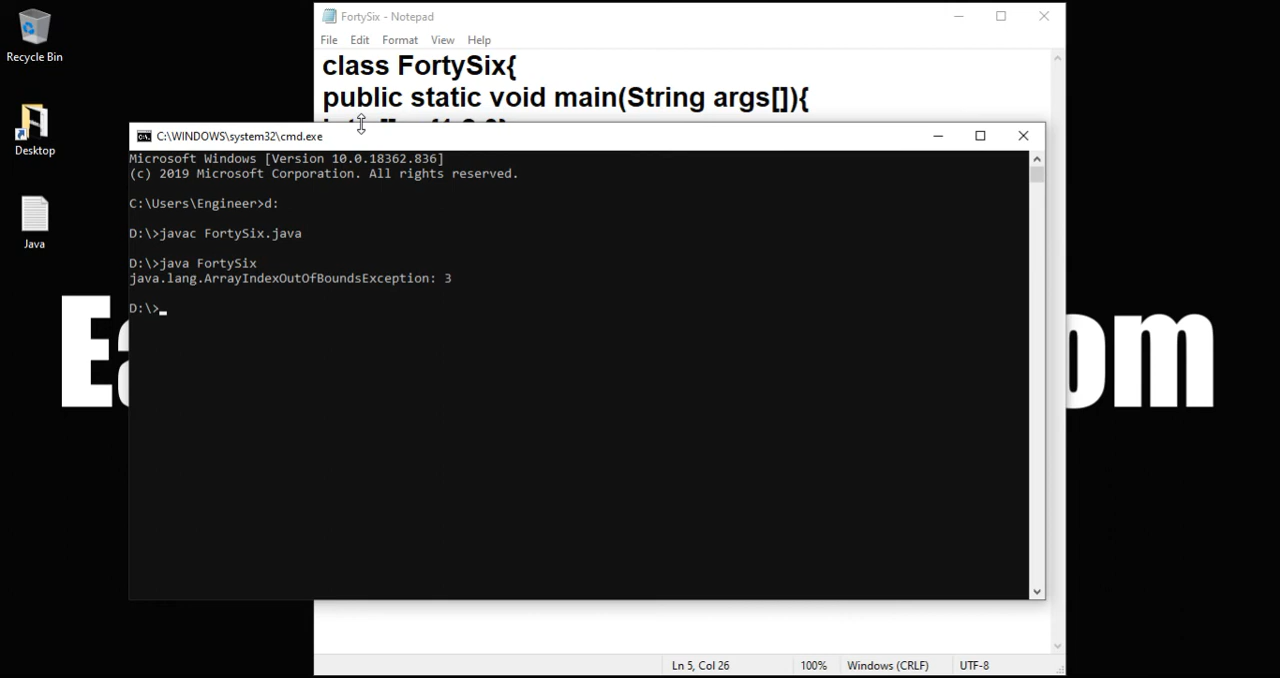 Recycle Bin
Desktop
Java
FortySix - Notepad
File Edit Format View Help
class FortySix{
public static void main(String args[]){
C:\WINDOWS\system32\cmd.exe
Microsoft Windows [Version 10.0.18362.836]
(c) 2019 Microsoft Corporation. All rights reserved.
C:\Users\Engineer>d:
D:\>javac FortySix.java
D:\>java FortySix
java.lang.ArrayIndexOutOfBoundsException: 3
D:\>
Ln 5, Col 26 100% Windows (CRLF) UTF-8